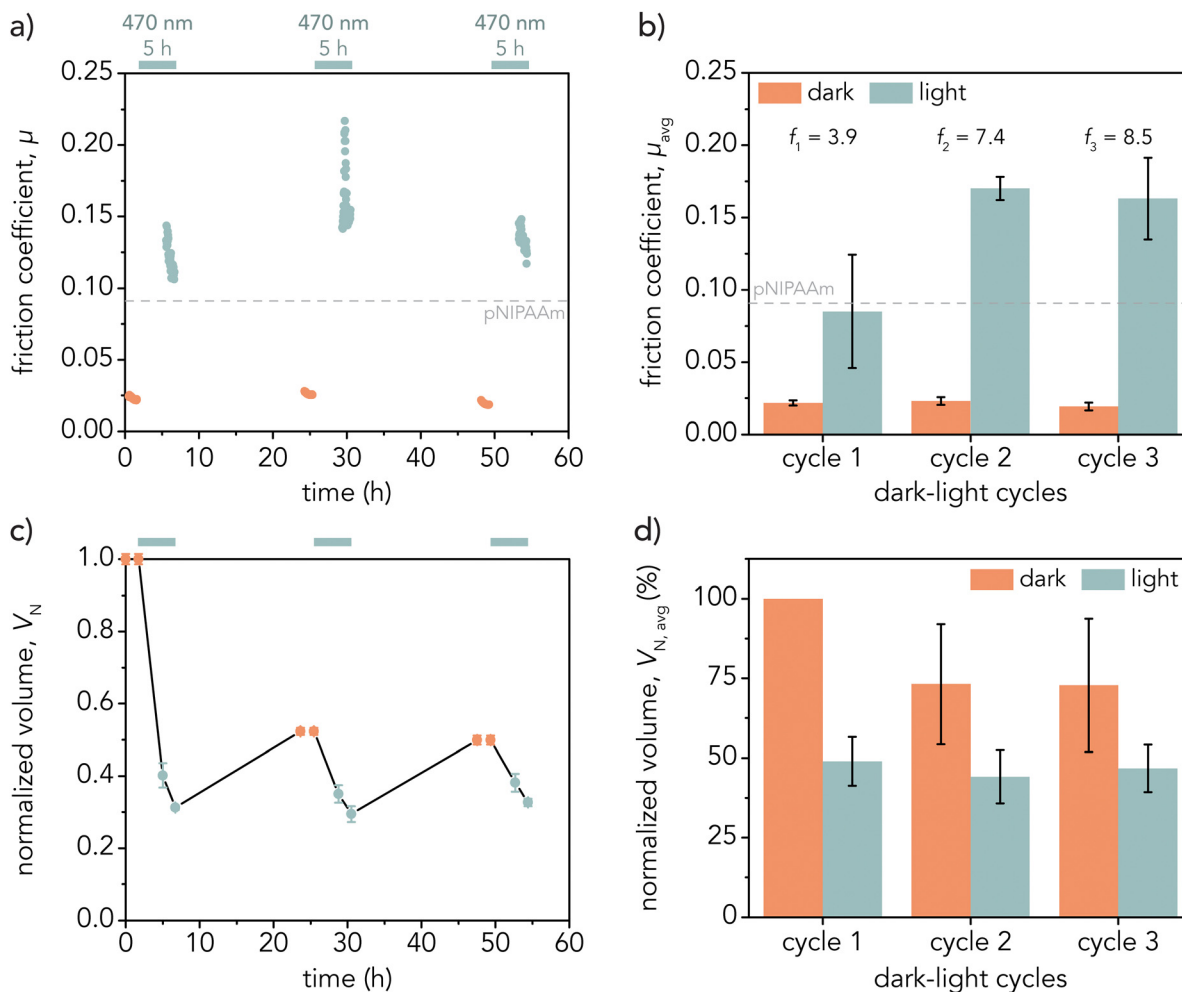 a)
470 nm 470 nm 470 nm
5 h 5 h 5 h
0.25
0.20
0.15
0.10
0.05
0.00
friction coefficient, μ
pNIPAAm
0 10 20 30 40 50 60
time (h)
b)
0.25
0.20
0.15
0.10
0.05
0.00
friction coefficient, μavg
dark light
f1 = 3.9 f2 = 7.4 f3 = 8.5
pNIPAAm
cycle 1 cycle 2 cycle 3
dark-light cycles
c)
1.0
0.8
0.6
0.4
0.2
0.0
normalized volume, VN
0 10 20 30 40 50 60
time (h)
d)
dark light
100
75
50
25
0
normalized volume, VN, avg (%)
cycle 1 cycle 2 cycle 3
dark-light cycles